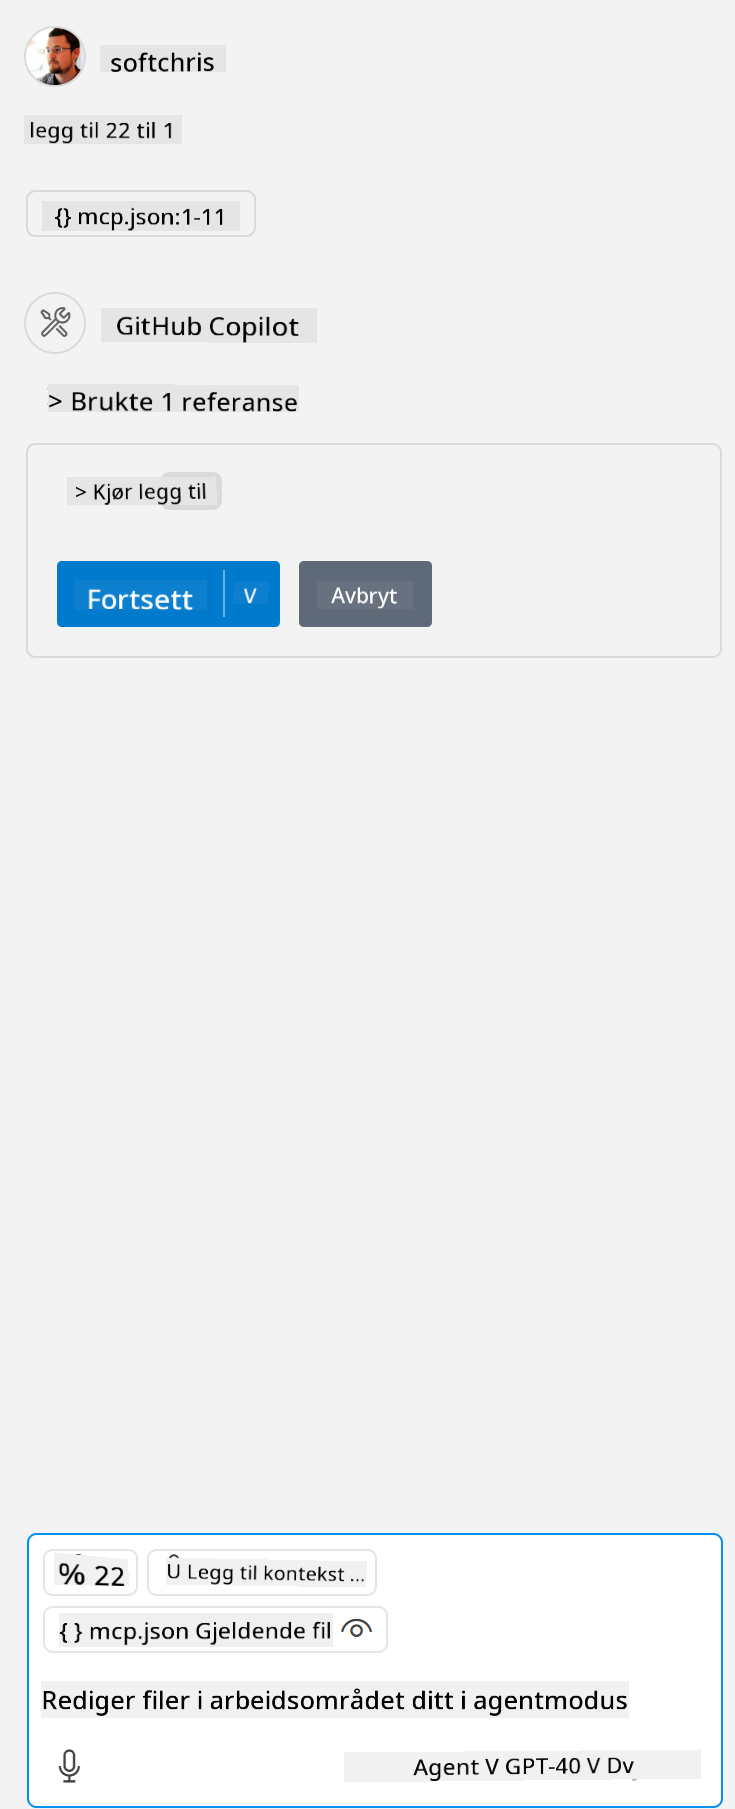 softchris
legg til 22 til 1
{} mcp.json:1-11
GitHub Copilot
> Brukte 1 referanse
> Kjør legg til
Fortsett V Avbryt
% 22 U Legg til kontekst ...
{ } mcp.json Gjeldende fil
Rediger filer i arbeidsområdet ditt i agentmodus
Agent V GPT-40 V Dv